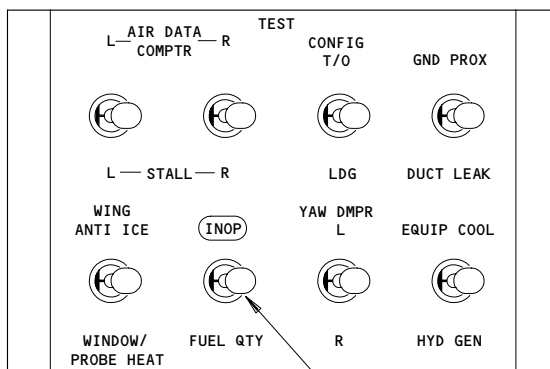 TEST
L — AIR DATA COMPTR — R
CONFIG
T/O
GND PROX
L — STALL — R
LDG
DUCT LEAK
WING
ANTI ICE
INOP
YAW DMPR
L
EQUIP COOL
WINDOW/
PROBE HEAT
FUEL QTY
R
HYD GEN